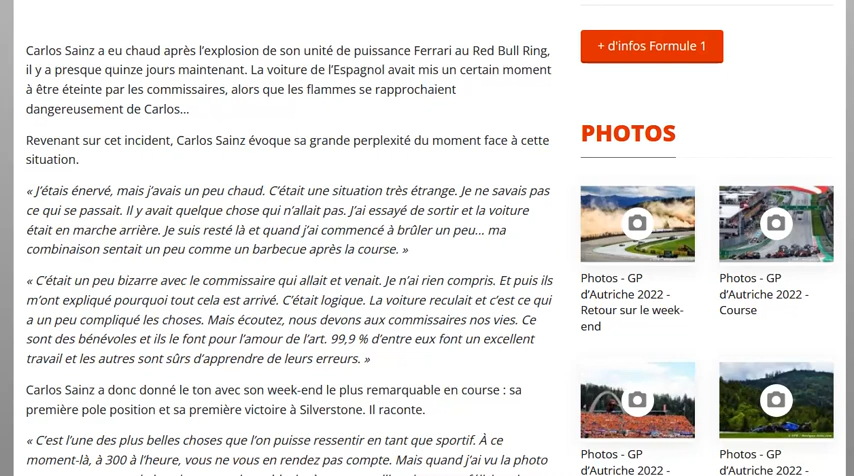 Carlos Sainz a eu chaud après l’explosion de son unité de puissance Ferrari au Red Bull Ring,
il y a presque quinze jours maintenant. La voiture de l’Espagnol avait mis un certain moment
à être éteinte par les commissaires, alors que les flammes se rapprochaient
dangereusement de Carlos…
Revenant sur cet incident, Carlos Sainz évoque sa grande perplexité du moment face à cette
situation.
« J’étais énervé, mais j’avais un peu chaud. C’était une situation très étrange. Je ne savais pas
ce qui se passait. Il y avait quelque chose qui n’allait pas. J’ai essayé de sortir et la voiture
était en marche arrière. Je suis resté là et quand j’ai commencé à brûler un peu… ma
combinaison sentait un peu comme un barbecue après la course. »
« C’était un peu bizarre avec le commissaire qui allait et venait. Je n’ai rien compris. Et puis ils
m’ont expliqué pourquoi tout cela est arrivé. C’était logique. La voiture reculait et c’est ce qui
a un peu compliqué les choses. Mais écoutez, nous devons aux commissaires nos vies. Ce
sont des bénévoles et ils le font pour l’amour de l’art. 99,9 % d’entre eux font un excellent
travail et les autres sont sûrs d’apprendre de leurs erreurs. »
Carlos Sainz a donc donné le ton avec son week-end le plus remarquable en course : sa
première pole position et sa première victoire à Silverstone. Il raconte.
« C’est l’une des plus belles choses que l’on puisse ressentir en tant que sportif. À ce
moment-là, à 300 à l’heure, vous ne vous en rendez pas compte. Mais quand j’ai vu la photo
+ d'infos Formule 1
PHOTOS
Photos - GP
d’Autriche 2022 -
Retour sur le week-
end
Photos - GP
d’Autriche 2022 -
Course
Photos - GP
d’Autriche 2022 -
Photos - GP
d’Autriche 2022 -